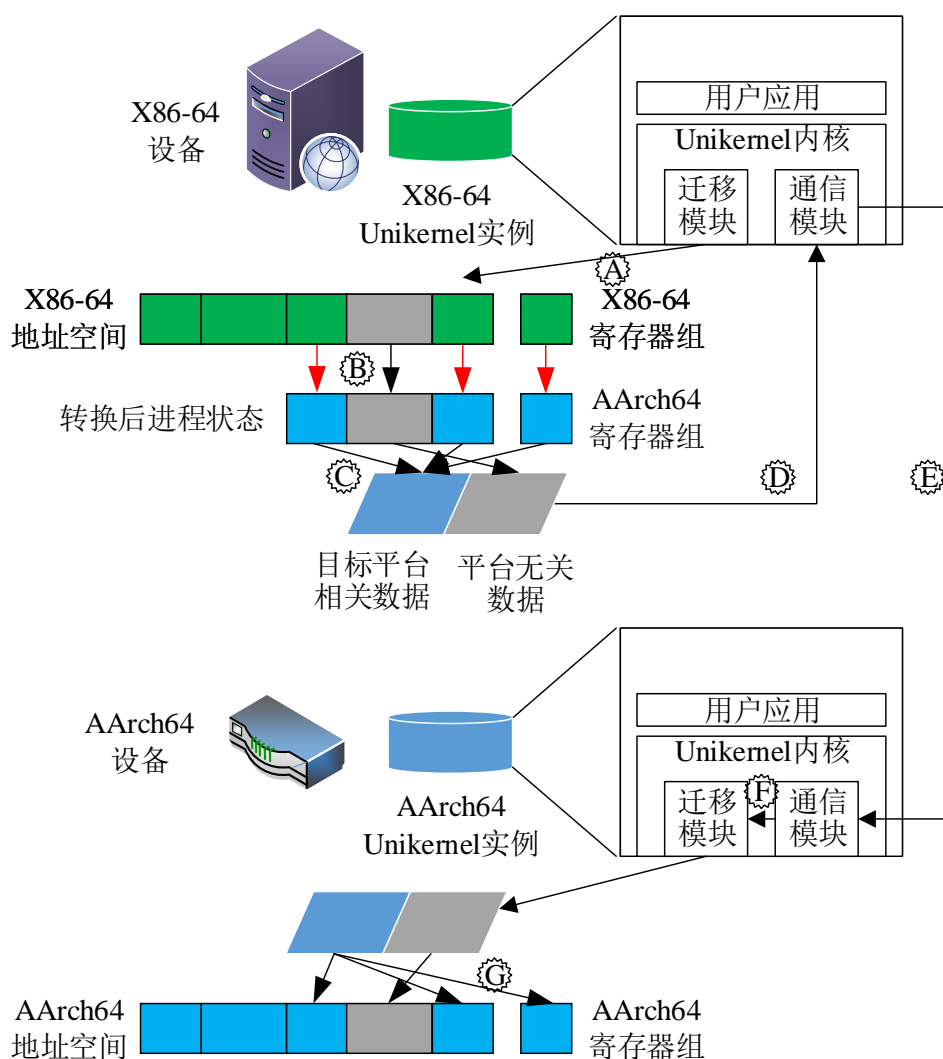 X86-64
设备
用户应用
Unikernel内核
迁移
模块
通信
模块
X86-64
Unikernel实例
A
X86-64
地址空间
X86-64
寄存器组
B
转换后进程状态
AArch64
寄存器组
C
D
E
目标平台
相关数据
平台无关
数据
AArch64
设备
用户应用
Unikernel内核
迁移
模块
F
通信
模块
AArch64
Unikernel实例
G
AArch64
地址空间
AArch64
寄存器组